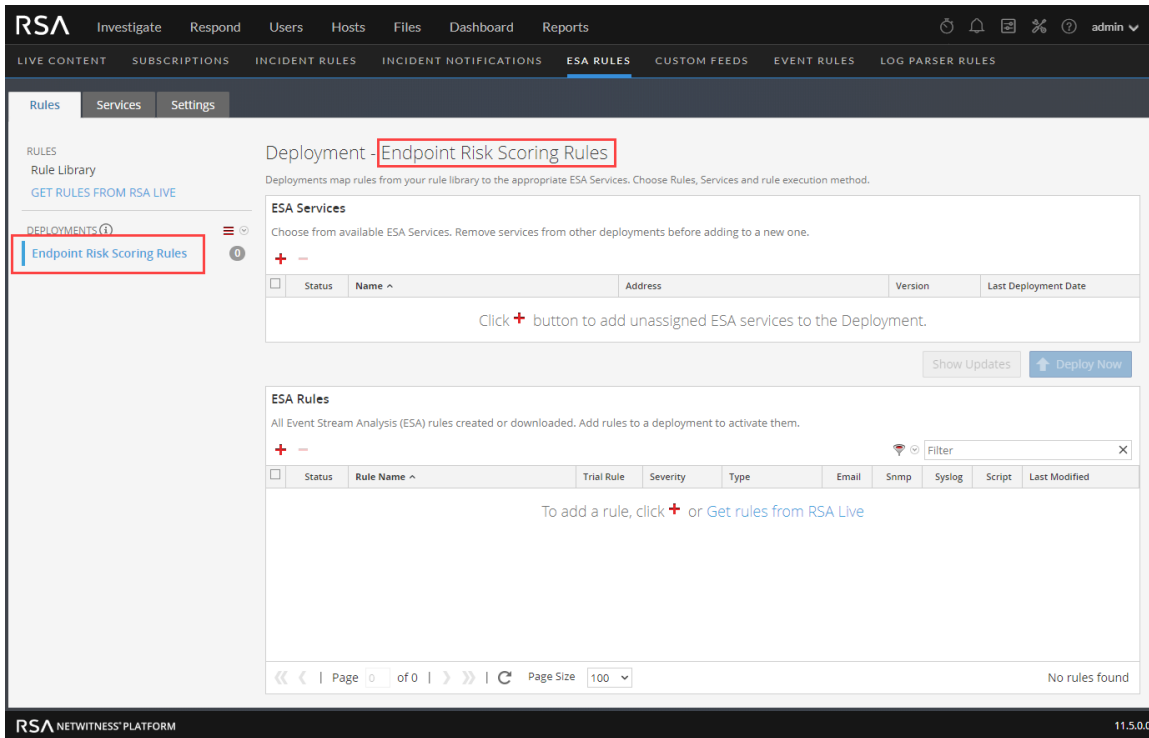 RSA Investigate Respond Users Hosts Files Dashboard Reports admin
LIVE CONTENT SUBSCRIPTIONS INCIDENT RULES INCIDENT NOTIFICATIONS ESA RULES CUSTOM FEEDS EVENT RULES LOG PARSER RULES
Rules Services Settings
RULES
Rule Library
GET RULES FROM RSA LIVE
DEPLOYMENTS
Endpoint Risk Scoring Rules 0
Deployment - Endpoint Risk Scoring Rules
Deployments map rules from your rule library to the appropriate ESA Services. Choose Rules, Services and rule execution method.
ESA Services
Choose from available ESA Services. Remove services from other deployments before adding to a new one.
Status Name Address Version Last Deployment Date
Click + button to add unassigned ESA services to the Deployment.
Show Updates Deploy Now
ESA Rules
All Event Stream Analysis (ESA) rules created or downloaded. Add rules to a deployment to activate them.
Filter
Status Rule Name Trial Rule Severity Type Email Snmp Syslog Script Last Modified
To add a rule, click + or Get rules from RSA Live
Page 0 of 0 Page Size 100 No rules found
RSA NETWITNESS® PLATFORM 11.5.0.0